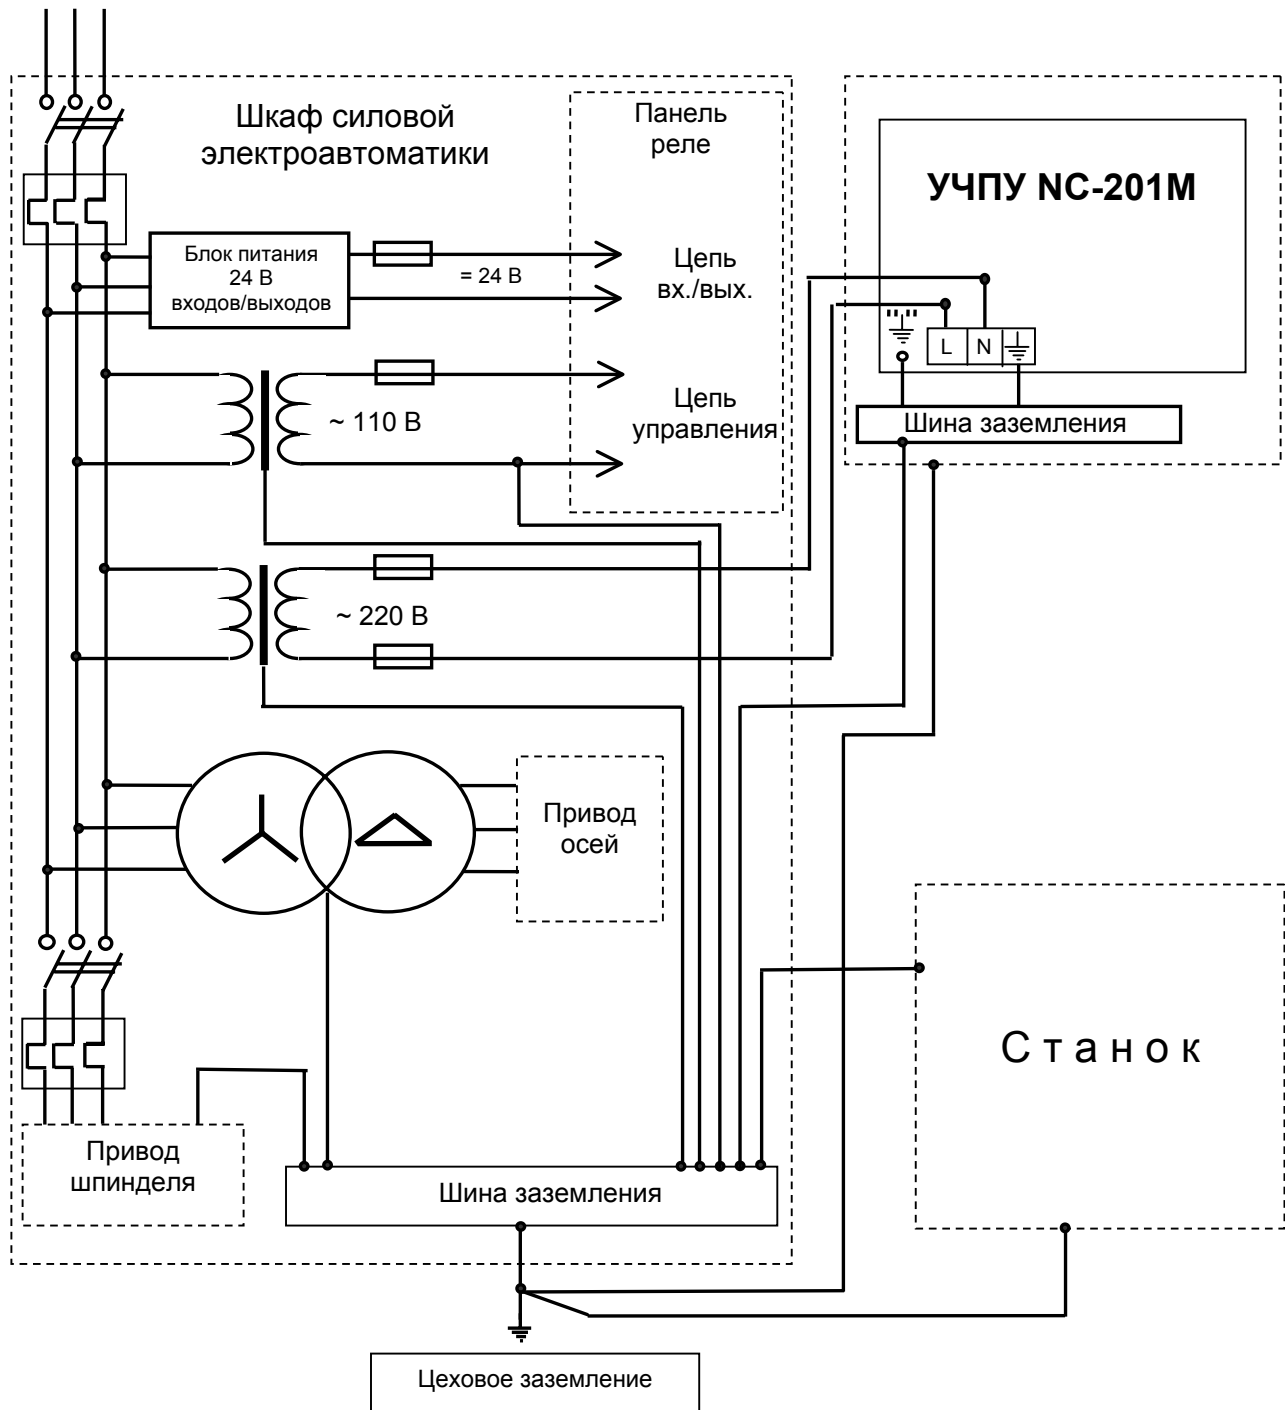 Шкаф силовой
электроавтоматики
Панель
реле
УЧПУ NC-201M
Блок питания
24 В
входов/выходов
= 24 В
Цепь
вх./вых.
L N
~ 110 В
Цепь
управления
Шина заземления
~ 220 В
Привод
осей
Станок
Привод
шпинделя
Шина заземления
Цеховое заземление